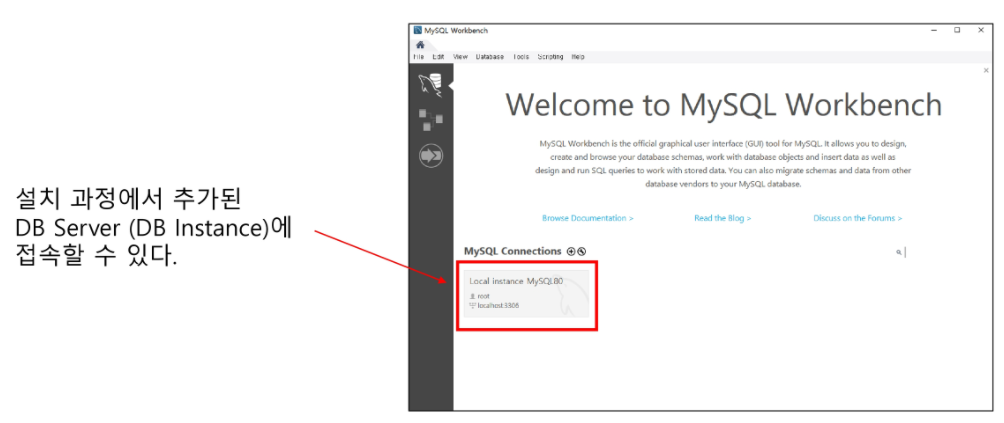 설치 과정에서 추가된
DB Server (DB Instance)에
접속할 수 있다.
MySQL Workbench
File Edit View Database Tools Scripting Help
Welcome to MySQL Workbench
MySQL Workbench is the official graphical user interface (GUI) tool for MySQL. It allows you to design,
create and browse your database schemas, work with database objects and insert data as well as
design and run SQL queries to work with stored data. You can also migrate schemas and data from other
database vendors to your MySQL database.
Browse Documentation >
Read the Blog >
Discuss on the Forums >
MySQL Connections
Local instance MySQL80
root
localhost:3306